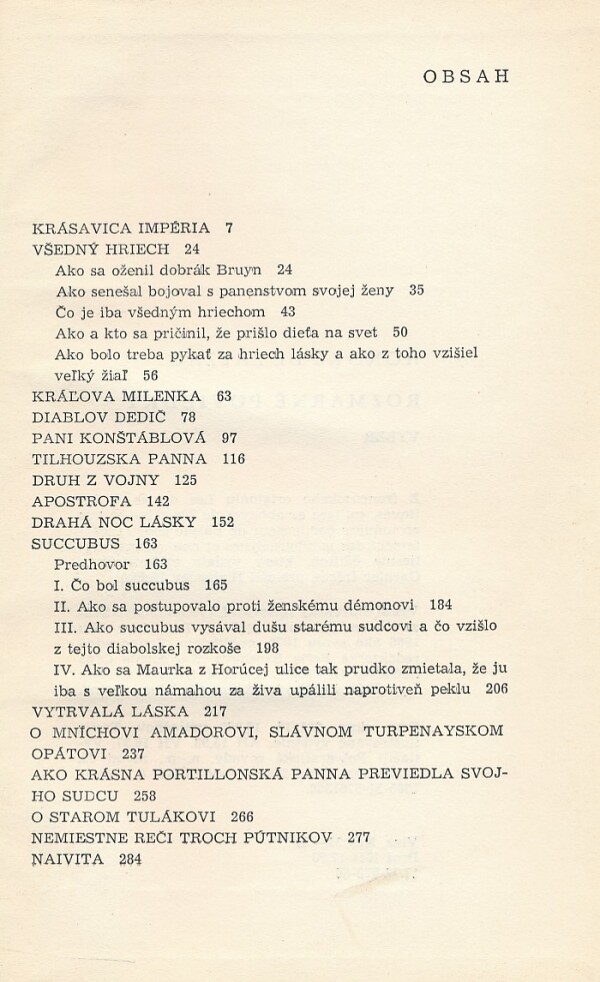 OBSAH
KRÁSAVICA IMPÉRIA 7
VŠEDNÝ HRIECH 24
Ako sa oženil dobrák Bruyn 24
Ako senešal bojoval s panenstvom svojej ženy 35
Čo je iba všedným hriechom 43
Ako a kto sa pričinil, že prišlo dieťa na svet 50
Ako bolo treba pykať za hriech lásky a ako z toho vzišiel
veľký žiaľ 56
KRÁĽOVA MILENKA 63
DIABLOV DEDIČ 78
PANI KONŠTÁBLOVÁ 97
TILHOUZSKA PANNA 116
DRUH Z VOJNY 125
APOSTROFA 142
DRAHÁ NOC LÁSKY 152
SUCCUBUS 163
Predhovor 163
I. Čo bol succubus 165
II. Ako sa postupovalo proti ženskému démonovi 184
III. Ako succubus vysával dušu starému sudcovi a čo vzišlo
z tejto diabolskej rozkoše 198
IV. Ako sa Maurka z Horúcej ulice tak prudko zmietala, že ju
iba s veľkou námahou za živa upálili naprotiveň peklu 206
VYTRVALÁ LÁSKA 217
O MNÍCHOVI AMADOROVI, SLÁVNOM TURPENAYSKOM
OPÁTOVI 237
AKO KRÁSNA PORTILLONSKÁ PANNA PREVIEDLA SVOJ-
HO SUDCU 258
O STAROM TULÁKOVI 266
NEMIESTNE REČI TROCH PÚTNIKOV 277
NAIVITA 284